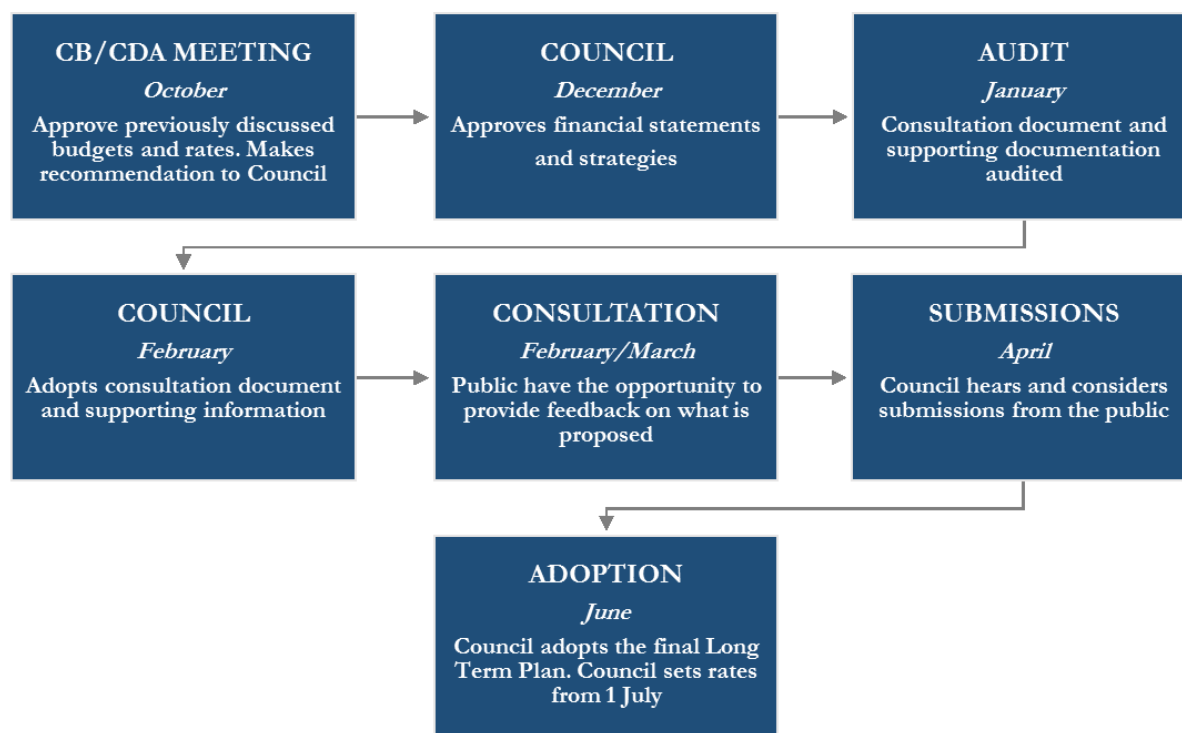 CB/CDA MEETING
October
Approve previously discussed
budgets and rates. Makes
recommendation to Council
COUNCIL
December
Approves financial statements
and strategies
AUDIT
January
Consultation document and
supporting documentation
audited
COUNCIL
February
Adopts consultation document
and supporting information
CONSULTATION
February/March
Public have the opportunity to
provide feedback on what is
proposed
SUBMISSIONS
April
Council hears and considers
submissions from the public
ADOPTION
June
Council adopts the final Long
Term Plan. Council sets rates
from 1 July